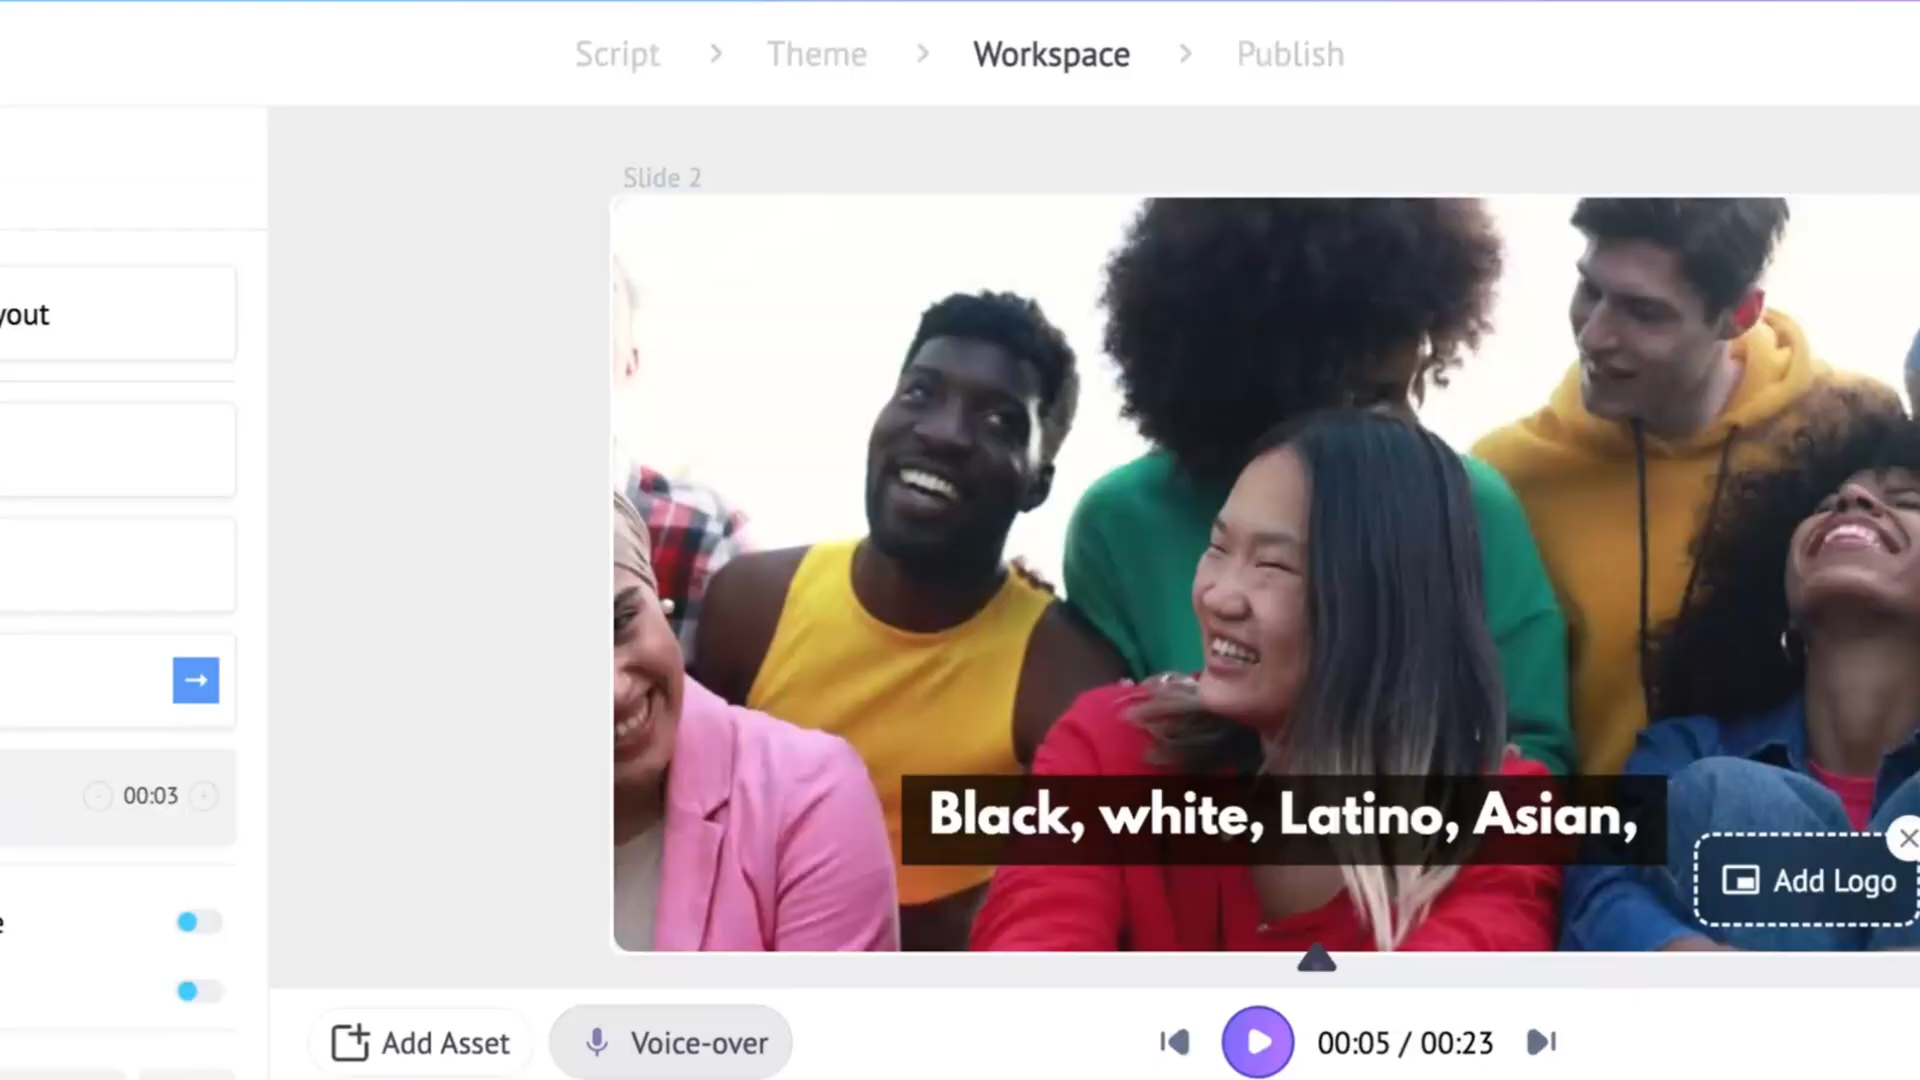 Script > Theme > Workspace > Publish
Slide 2
yout
Black, white, Latino, Asian,
Add Logo
00:03
e
Add Asset
Voice-over
00:05 / 00:23